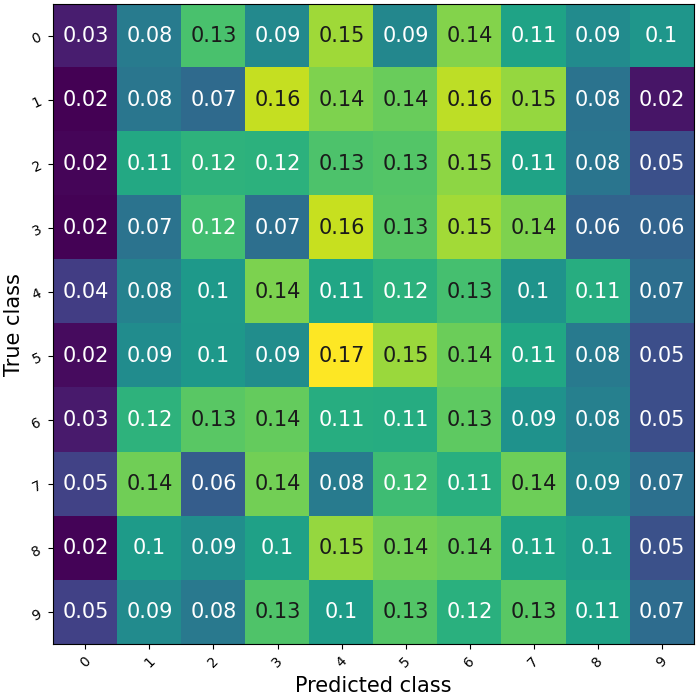 0 0.03 0.08 0.13 0.09 0.15 0.09 0.14 0.11 0.09 0.1
1 0.02 0.08 0.07 0.16 0.14 0.14 0.16 0.15 0.08 0.02
2 0.02 0.11 0.12 0.12 0.13 0.13 0.15 0.11 0.08 0.05
3 0.02 0.07 0.12 0.07 0.16 0.13 0.15 0.14 0.06 0.06
4 0.04 0.08 0.1 0.14 0.11 0.12 0.13 0.1 0.11 0.07
5 0.02 0.09 0.1 0.09 0.17 0.15 0.14 0.11 0.08 0.05
6 0.03 0.12 0.13 0.14 0.11 0.11 0.13 0.09 0.08 0.05
7 0.05 0.14 0.06 0.14 0.08 0.12 0.11 0.14 0.09 0.07
8 0.02 0.1 0.09 0.1 0.15 0.14 0.14 0.11 0.1 0.05
9 0.05 0.09 0.08 0.13 0.1 0.13 0.12 0.13 0.11 0.07
0 1 2 3 4 5 6 7 8 9
Predicted class
True class